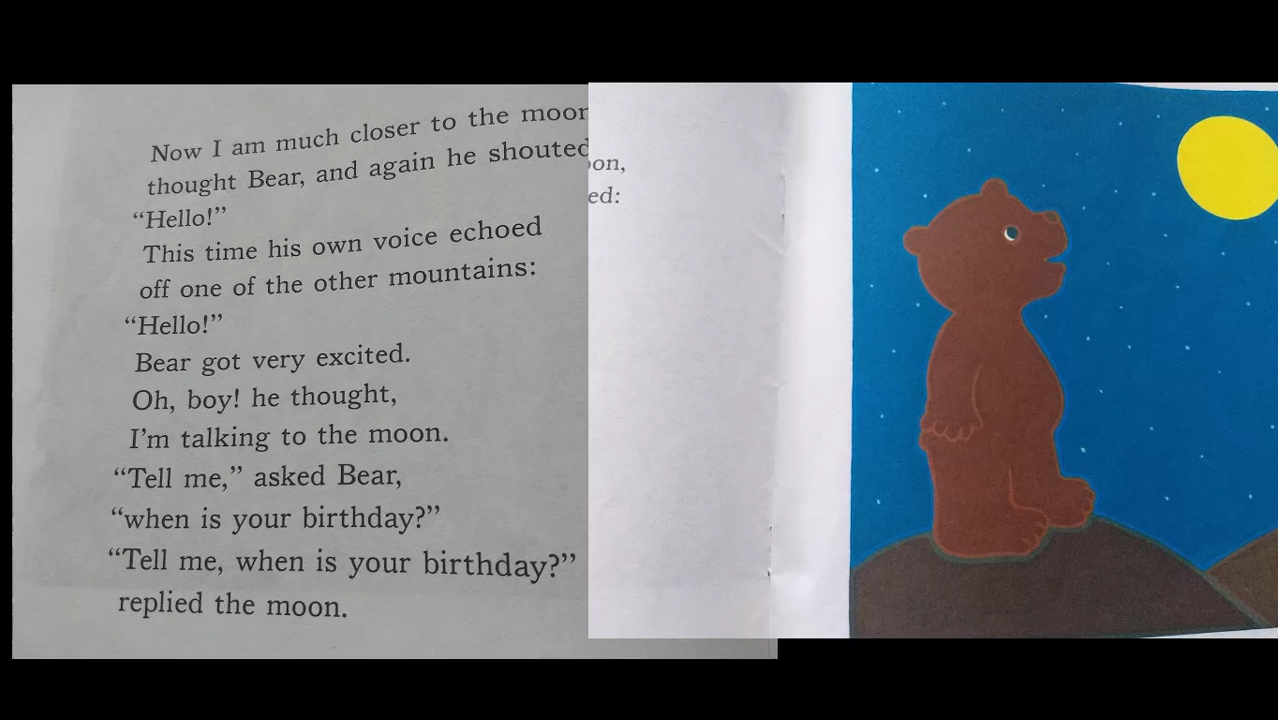 Now I am much closer to the moon,
thought Bear, and again he shouted:
“Hello!”
This time his own voice echoed
off one of the other mountains:
“Hello!”
Bear got very excited.
Oh, boy! he thought,
I’m talking to the moon.
“Tell me,” asked Bear,
“when is your birthday?”
“Tell me, when is your birthday?”
replied the moon.